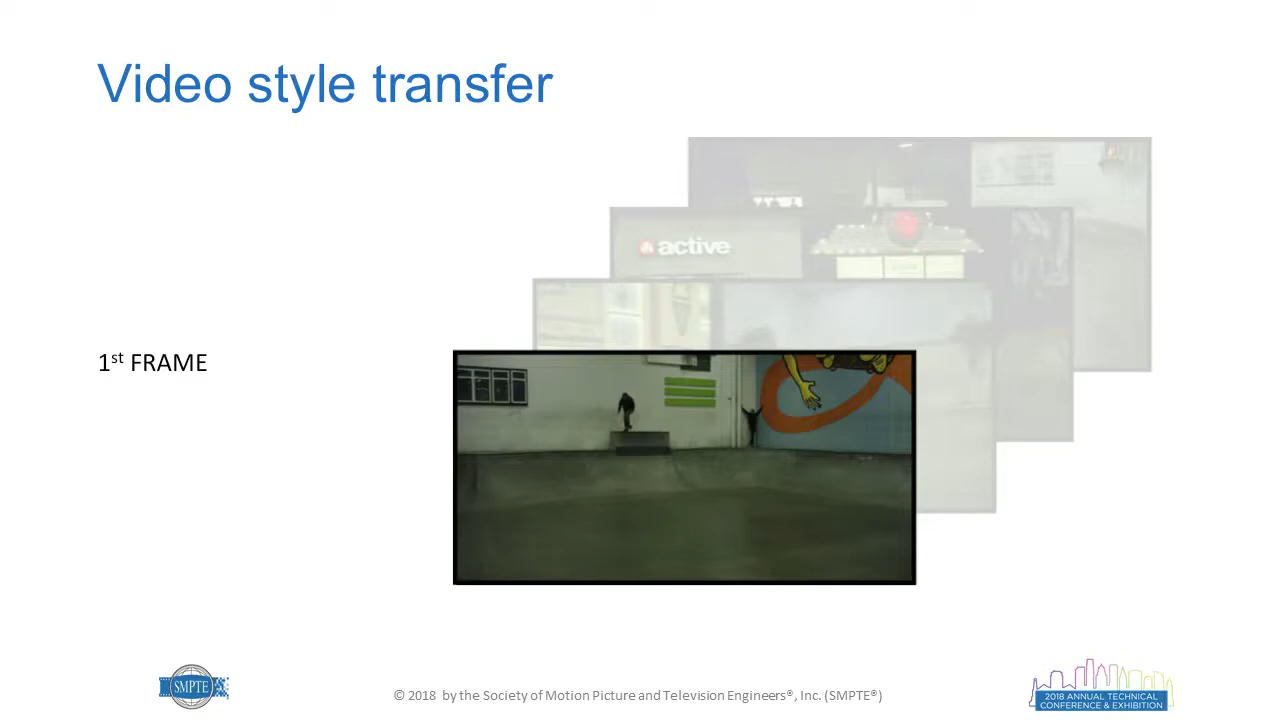 Video style transfer
active
1st FRAME
SMPTE
© 2018 by the Society of Motion Picture and Television Engineers®, Inc. (SMPTE®)
2018 ANNUAL TECHNICAL
CONFERENCE & EXHIBITION